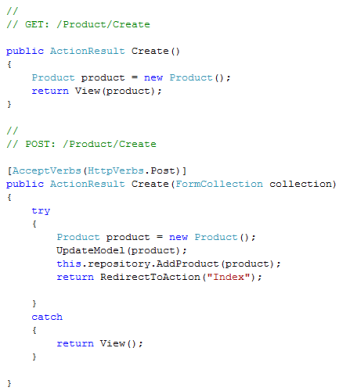 //
// GET: /Product/Create
public ActionResult Create()
{
Product product = new Product();
return View(product);
}
//
// POST: /Product/Create
[AcceptVerbs(HttpVerbs.Post)]
public ActionResult Create(FormCollection collection)
{
try
{
Product product = new Product();
UpdateModel(product);
this.repository.AddProduct(product);
return RedirectToAction("Index");
}
catch
{
return View();
}
}